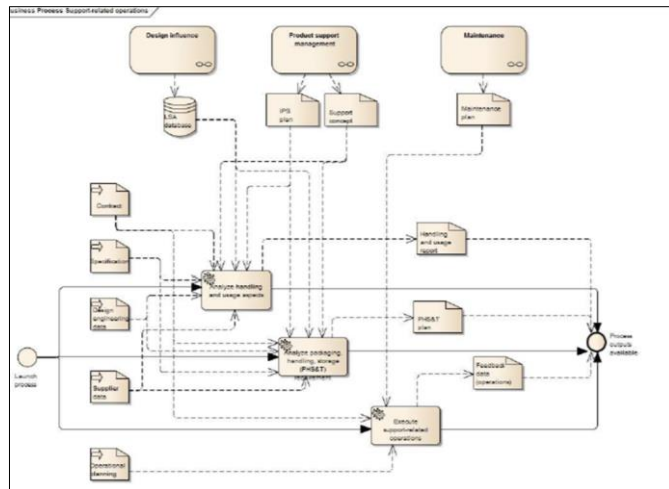 usiness Process Support-related operations
Design influence
Product support
management
Maintenance
LSA
database
IPS
plan
Support
concept
Maintenance
plan
Contract
Specification
Design
engineering
data
Supplier
data
Operational
planning
Launch
process
Analyze handling
and usage aspects
Analyze packaging,
handling, storage
(PHS&T)
Execute
support-related
operations
Handling
and usage
report
PHS&T
plan
Feedback
data
(operations)
Process
outputs
available